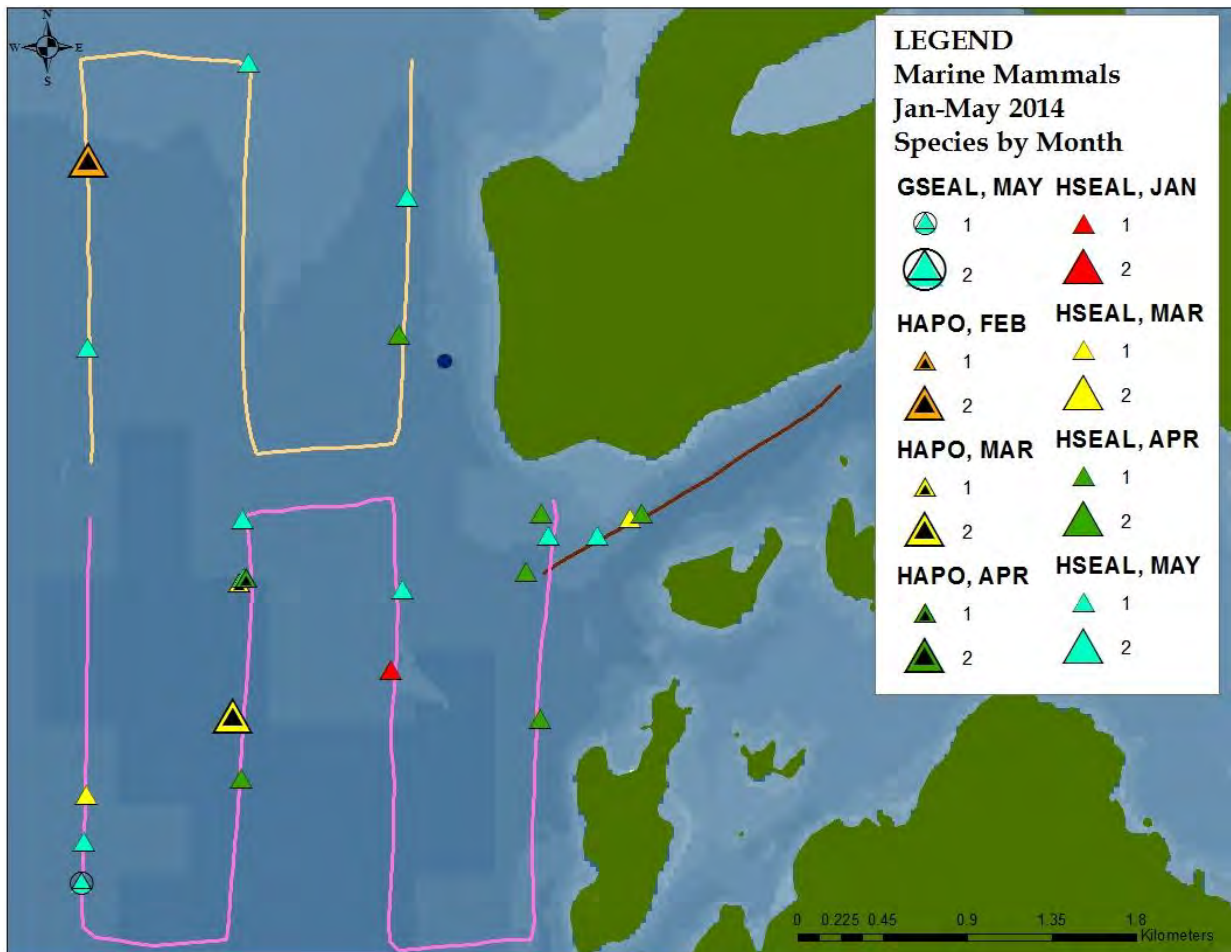 N
W E
S
LEGEND
Marine Mammals
Jan-May 2014
Species by Month
GSEAL, MAY
1
2
HAPO, FEB
1
2
HAPO, MAR
1
2
HAPO, APR
1
2
HSEAL, JAN
1
2
HSEAL, MAR
1
2
HSEAL, APR
1
2
HSEAL, MAY
1
2
0 0.225 0.45 0.9 1.35 1.8
Kilometers